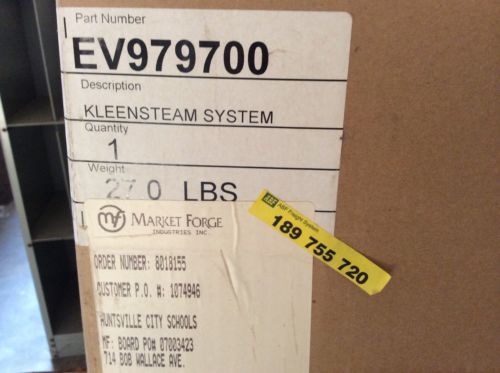 Part Number
EV979700
Description
KLEENSTEAM SYSTEM
Quantity
1
Weight
27.0 LBS
ABF Freight System
189 755 720
mf MARKET FORGE
INDUSTRIES INC.
ORDER NUMBER: 8018155
CUSTOMER P.O. #: 1074946
HUNTSVILLE CITY SCHOOLS
MF: BOARD PO# 07003423
714 BOB WALLACE AVE.